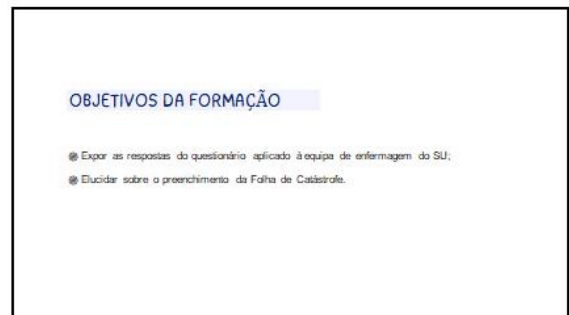 OBJETIVOS DA FORMAÇÃO
Expor as respostas do questionário aplicado à equipa de enfermagem do SU;
Elucidar sobre o preenchimento da Folha de Catástrofe.